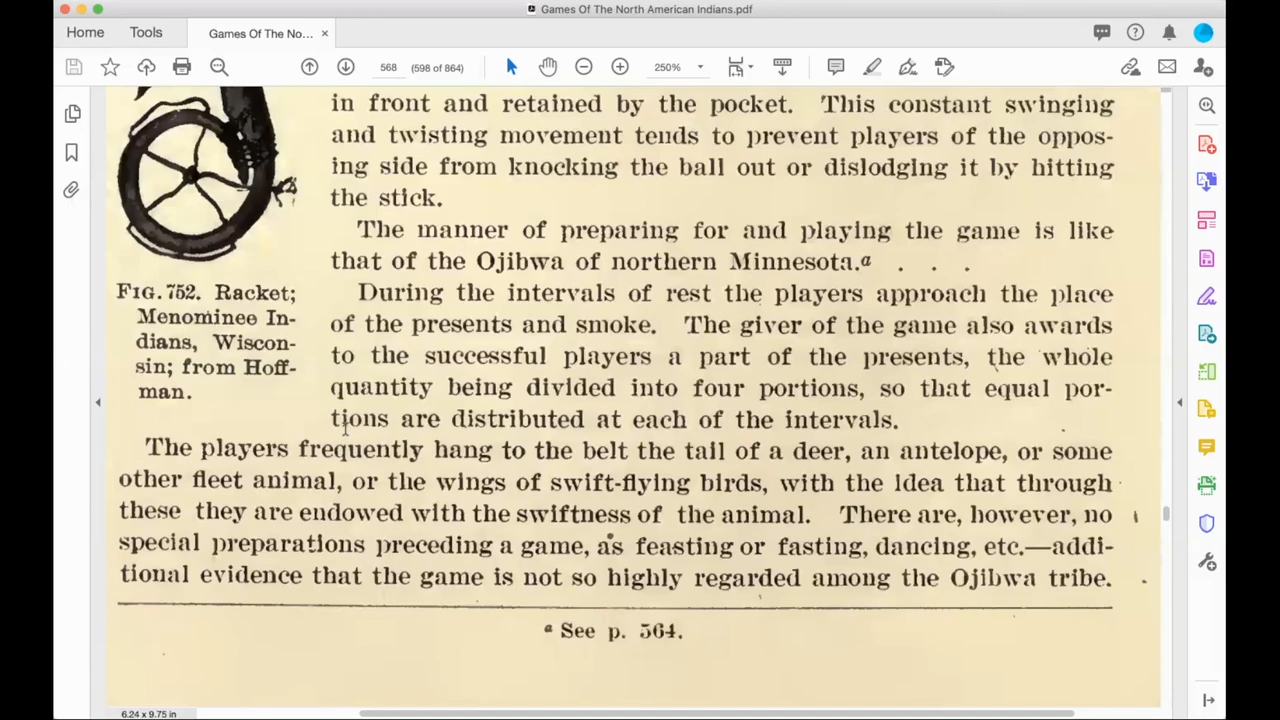 Games Of The North American Indians.pdf
Home
Tools
Games Of The No... ×
568
(598 of 864)
250%
in front and retained by the pocket. This constant swinging
and twisting movement tends to prevent players of the oppos-
ing side from knocking the ball out or dislodging it by hitting
the stick.
The manner of preparing for and playing the game is like
that of the Ojibwa of northern Minnesota.a . . .
FIG. 752. Racket;
Menominee In-
dians, Wiscon-
sin; from Hoff-
man.
During the intervals of rest the players approach the place
of the presents and smoke. The giver of the game also awards
to the successful players a part of the presents, the whole
quantity being divided into four portions, so that equal por-
tions are distributed at each of the intervals.
The players frequently hang to the belt the tail of a deer, an antelope, or some
other fleet animal, or the wings of swift-flying birds, with the idea that through
these they are endowed with the swiftness of the animal. There are, however, no
special preparations preceding a game, as feasting or fasting, dancing, etc.—addi-
tional evidence that the game is not so highly regarded among the Ojibwa tribe.
a See p. 564.
6.24 x 9.75 in